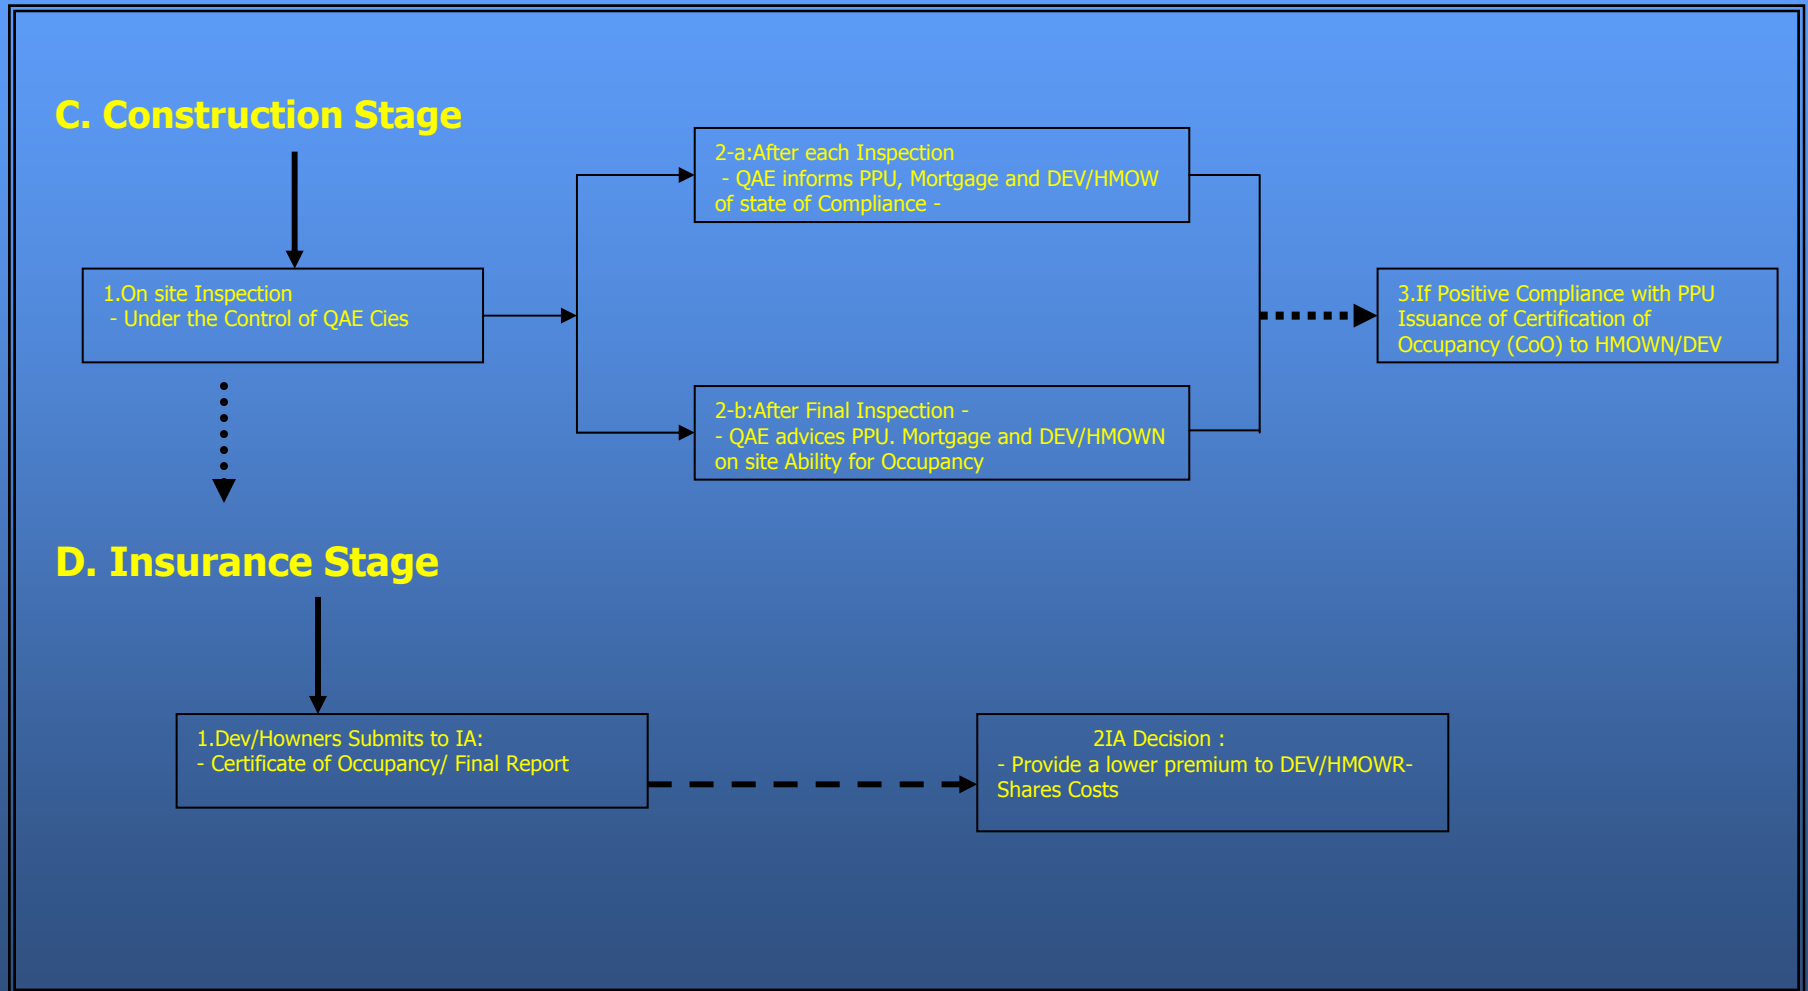 C. Construction Stage
2-a:After each Inspection
- QAE informs PPU, Mortgage and DEV/HMOW
of state of Compliance -
1.On site Inspection
- Under the Control of QAE Cies
3.If Positive Compliance with PPU
Issuance of Certification of
Occupancy (CoO) to HMOWN/DEV
2-b:After Final Inspection -
- QAE advices PPU. Mortgage and DEV/HMOWN
on site Ability for Occupancy
D. Insurance Stage
1.Dev/Howners Submits to IA:
- Certificate of Occupancy/ Final Report
2IA Decision :
- Provide a lower premium to DEV/HMOWR-
Shares Costs